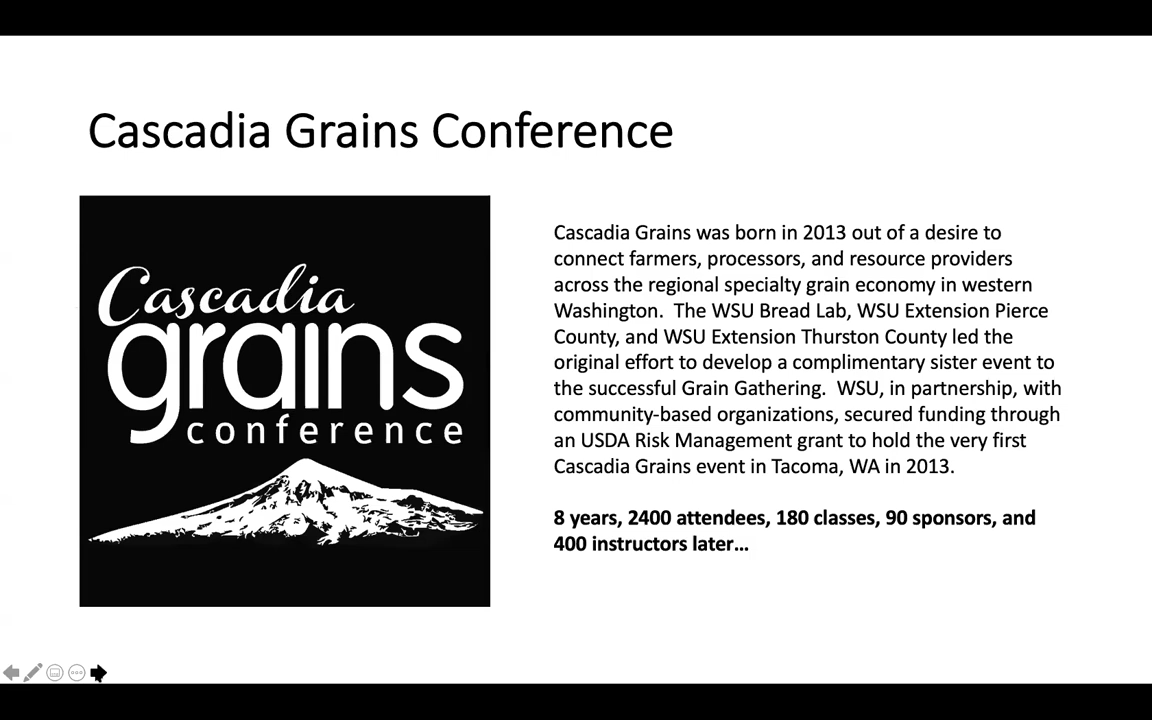 Cascadia Grains Conference
Cascadia
grains
conference
Cascadia Grains was born in 2013 out of a desire to
connect farmers, processors, and resource providers
across the regional specialty grain economy in western
Washington.  The WSU Bread Lab, WSU Extension Pierce
County, and WSU Extension Thurston County led the
original effort to develop a complimentary sister event to
the successful Grain Gathering.  WSU, in partnership, with
community-based organizations, secured funding through
an USDA Risk Management grant to hold the very first
Cascadia Grains event in Tacoma, WA in 2013.
8 years, 2400 attendees, 180 classes, 90 sponsors, and
400 instructors later…